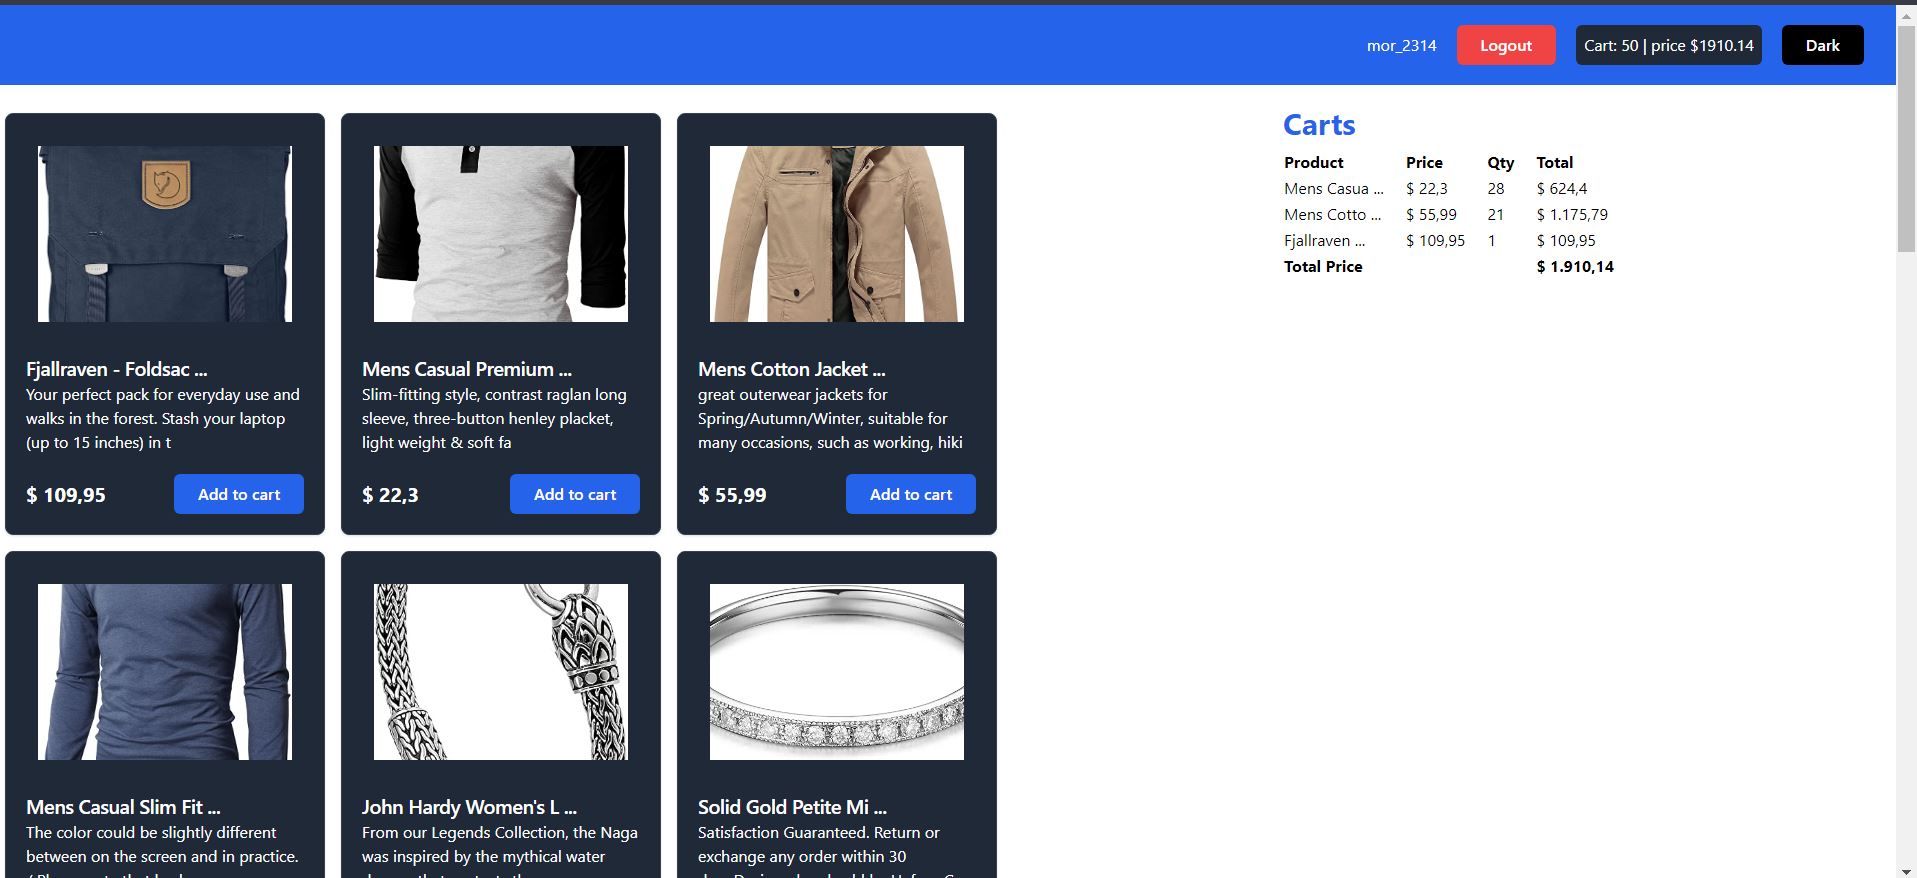 mor_2314 Logout Cart: 50 | price $1910.14 Dark
Carts
Product Price Qty Total
Mens Casua ... $ 22,3 28 $ 624,4
Mens Cotto ... $ 55,99 21 $ 1.175,79
Fjallraven ... $ 109,95 1 $ 109,95
Total Price $ 1.910,14
Fjallraven - Foldsac ...
Your perfect pack for everyday use and
walks in the forest. Stash your laptop
(up to 15 inches) in t
$ 109,95 Add to cart
Mens Casual Premium ...
Slim-fitting style, contrast raglan long
sleeve, three-button henley placket,
light weight & soft fa
$ 22,3 Add to cart
Mens Cotton Jacket ...
great outerwear jackets for
Spring/Autumn/Winter, suitable for
many occasions, such as working, hiki
$ 55,99 Add to cart
Mens Casual Slim Fit ...
The color could be slightly different
between on the screen and in practice.
John Hardy Women's L ...
From our Legends Collection, the Naga
was inspired by the mythical water
Solid Gold Petite Mi ...
Satisfaction Guaranteed. Return or
exchange any order within 30